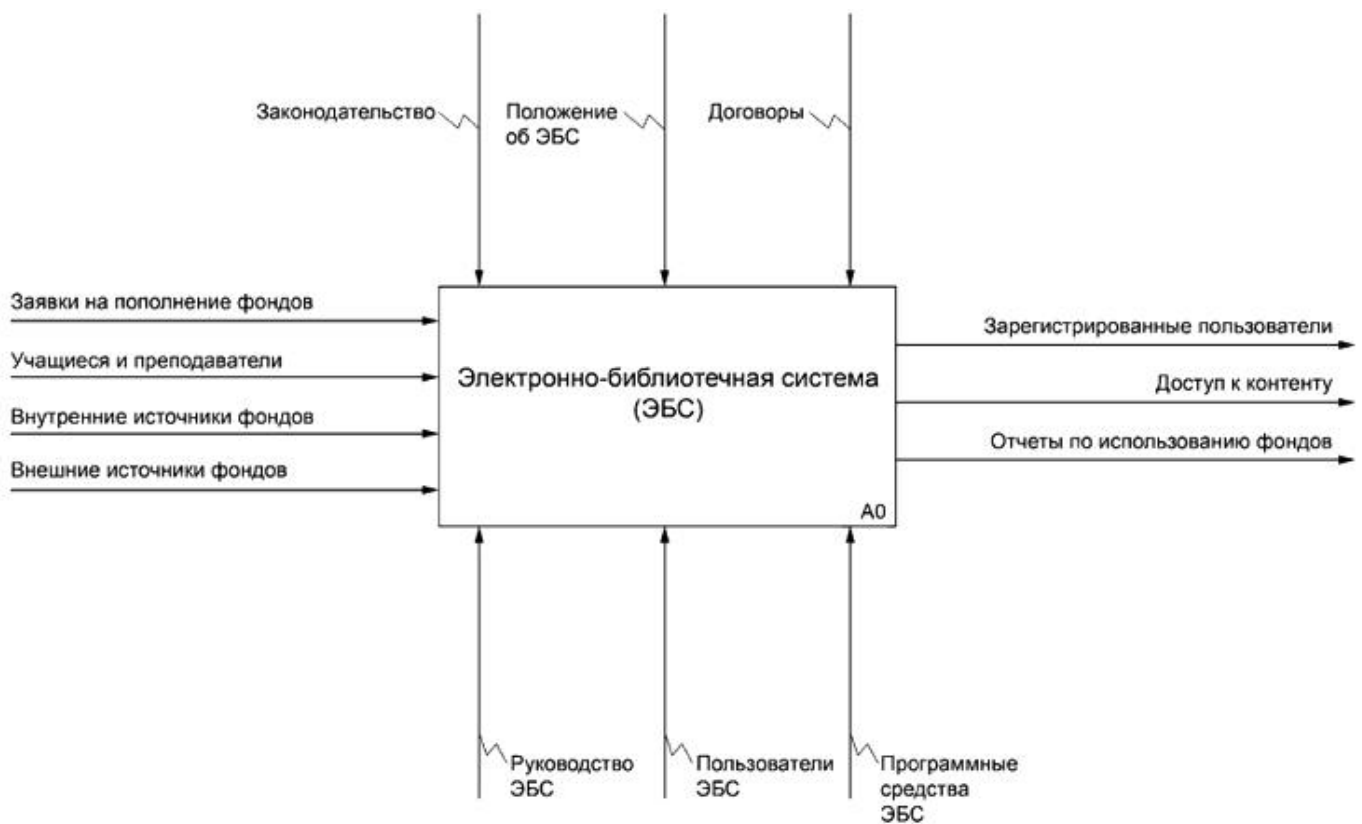 Законодательство
Положение
об ЭБС
Договоры
Заявки на пополнение фондов
Учащиеся и преподаватели
Внутренние источники фондов
Внешние источники фондов
Электронно-библиотечная система
(ЭБС)
A0
Зарегистрированные пользователи
Доступ к контенту
Отчеты по использованию фондов
Руководство
ЭБС
Пользователи
ЭБС
Программные
средства
ЭБС